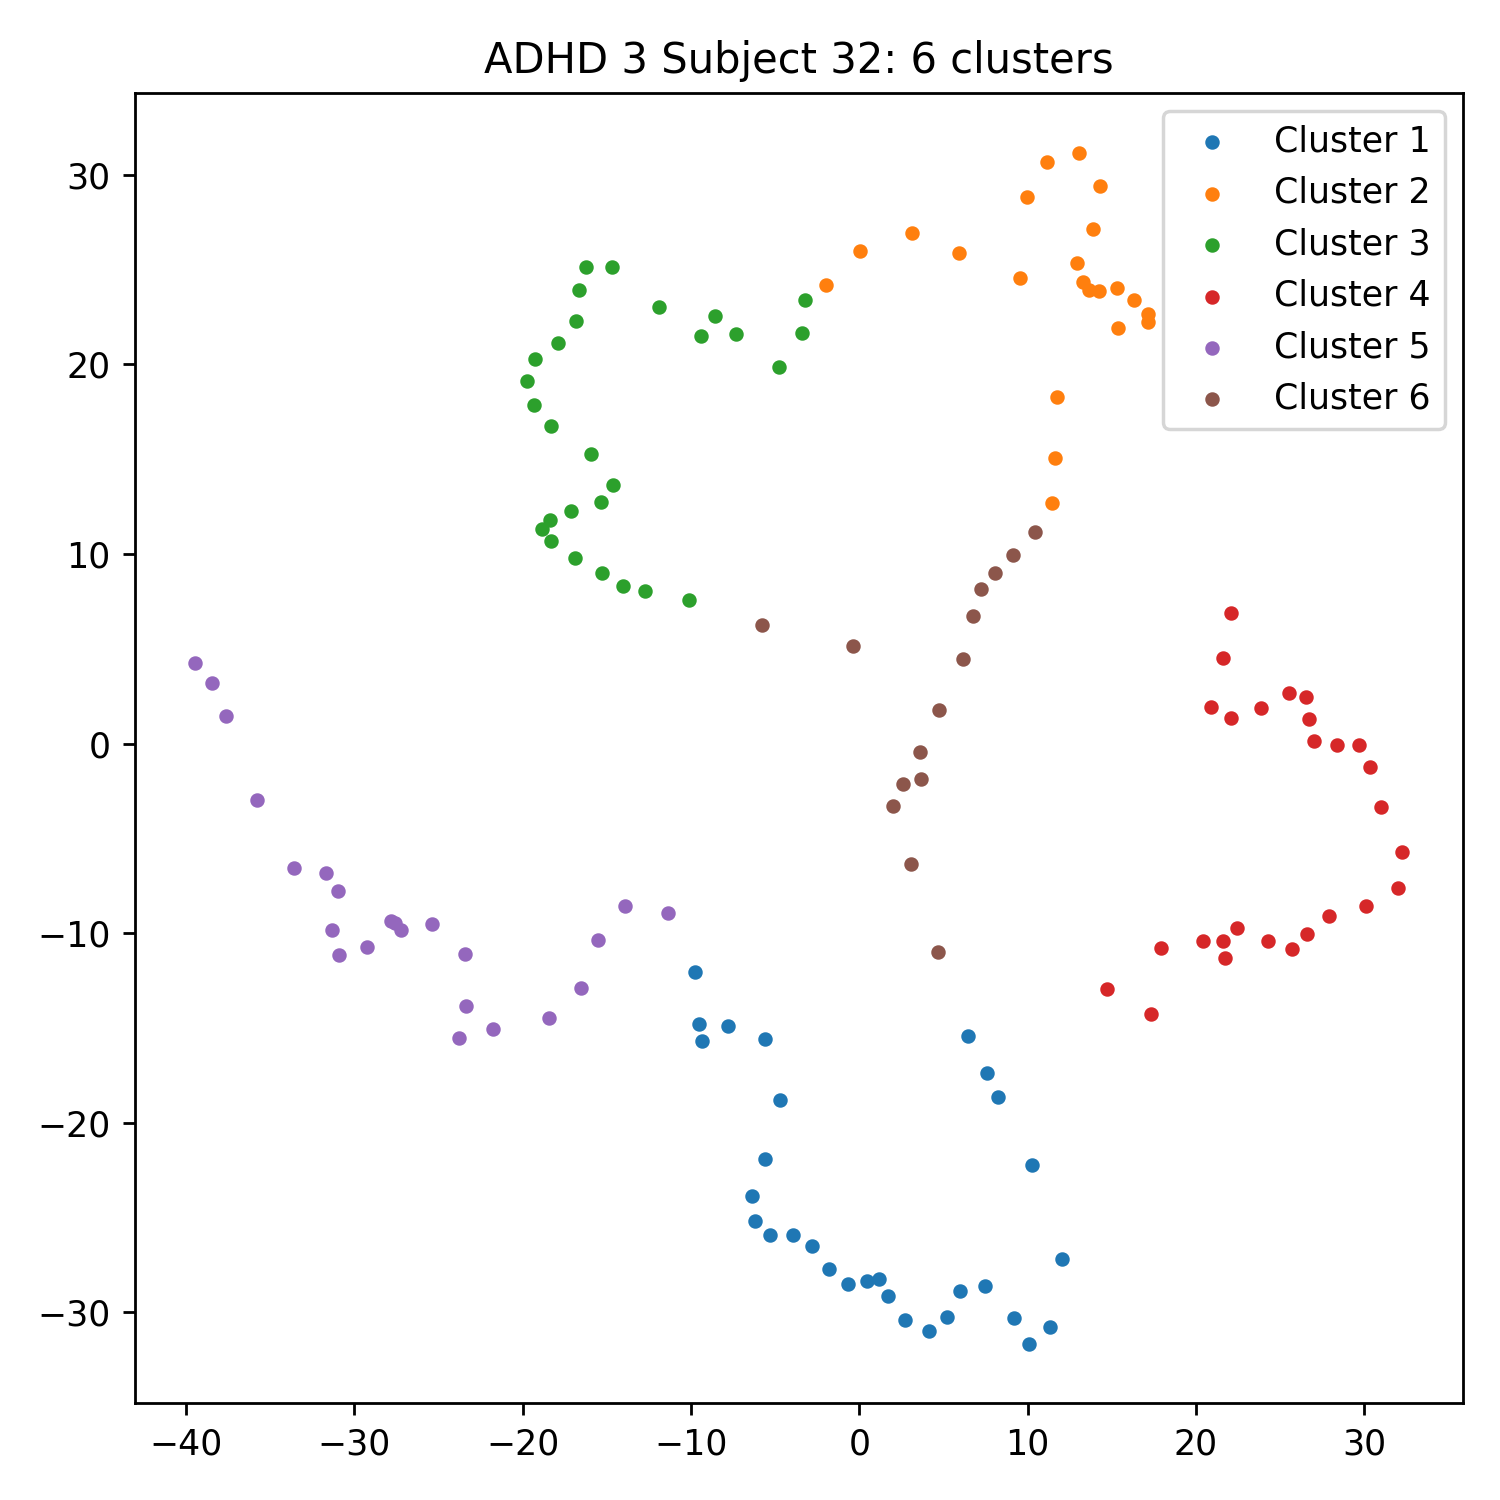 ADHD 3 Subject 32: 6 clusters
Cluster 1
Cluster 2
Cluster 3
Cluster 4
Cluster 5
Cluster 6
30
20
10
0
−10
−20
−30
−40 −30 −20 −10 0 10 20 30